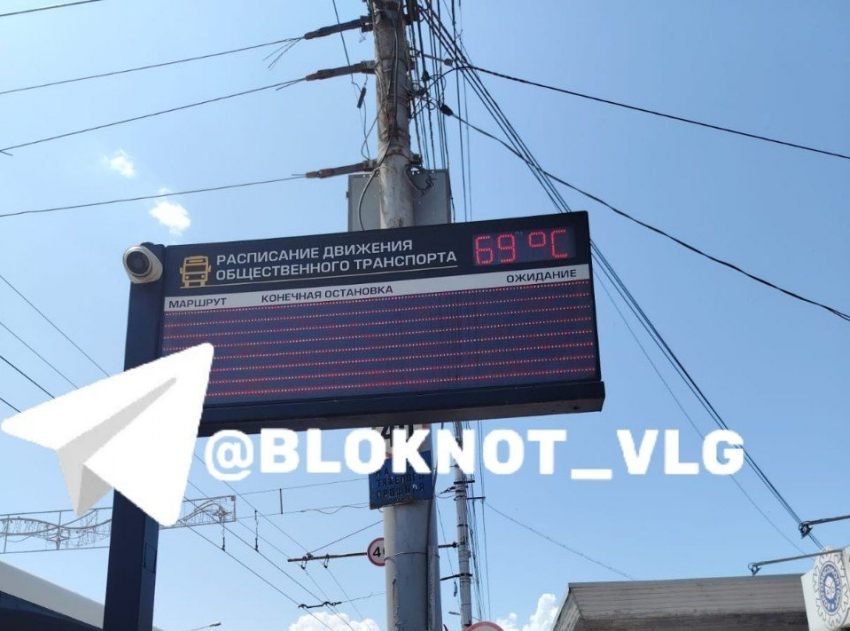 РАСПИСАНИЕ ДВИЖЕНИЯ
ОБЩЕСТВЕННОГО ТРАНСПОРТА
69 °C
МАРШРУТ КОНЕЧНАЯ ОСТАНОВКА ОЖИДАНИЕ
@BLOKNOT_VLG